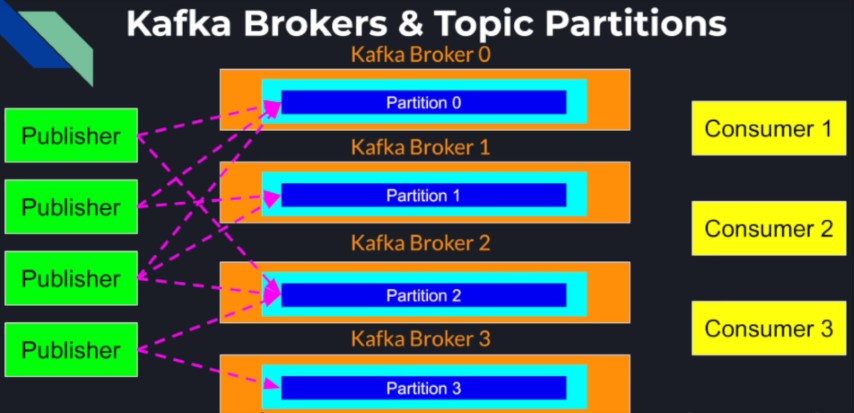 Kafka Brokers & Topic Partitions
Kafka Broker 0
Partition 0
Kafka Broker 1
Partition 1
Kafka Broker 2
Partition 2
Kafka Broker 3
Partition 3
Publisher
Publisher
Publisher
Publisher
Consumer 1
Consumer 2
Consumer 3